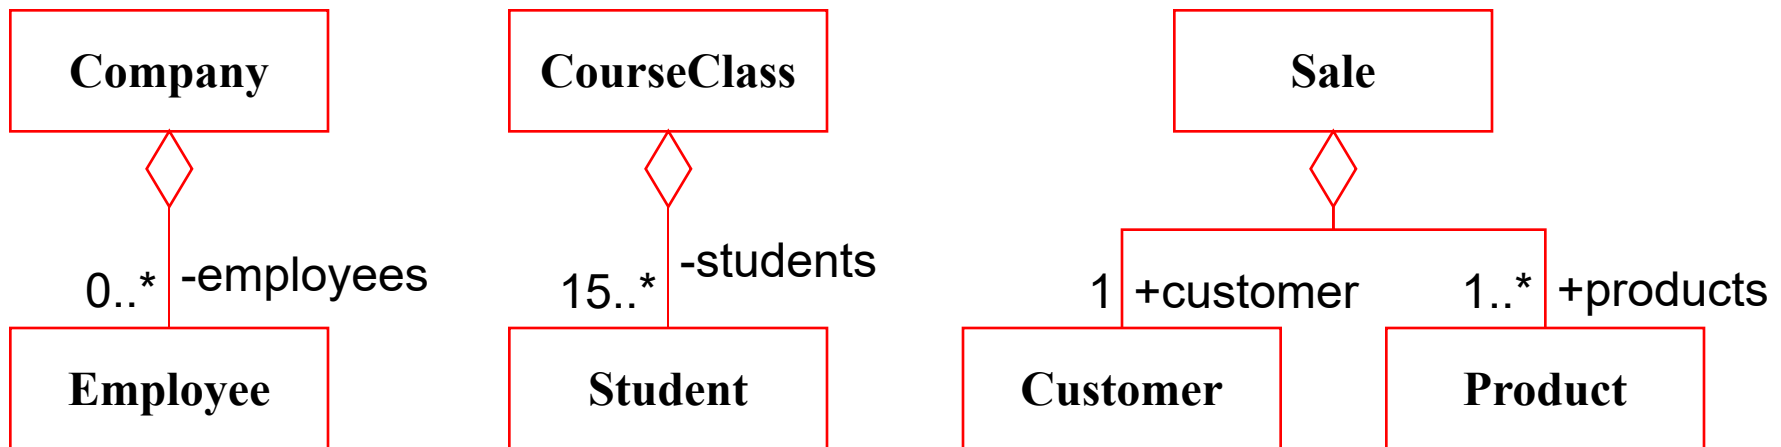 Company
CourseClass
Sale
0..*
-employees
15..*
-students
1
+customer
1..*
+products
Employee
Student
Customer
Product